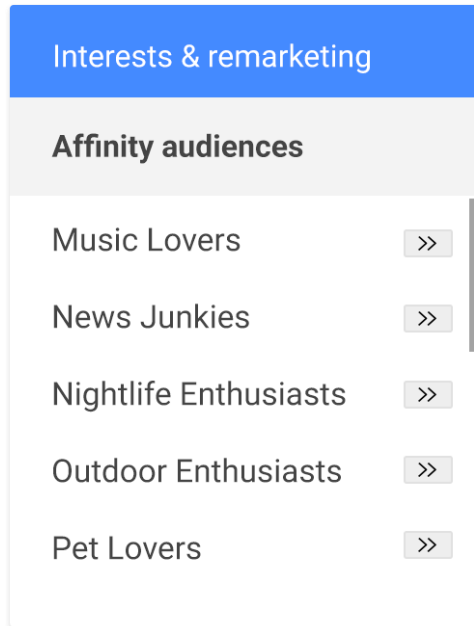 Interests & remarketing
Affinity audiences
Music Lovers >>
News Junkies >>
Nightlife Enthusiasts >>
Outdoor Enthusiasts >>
Pet Lovers >>